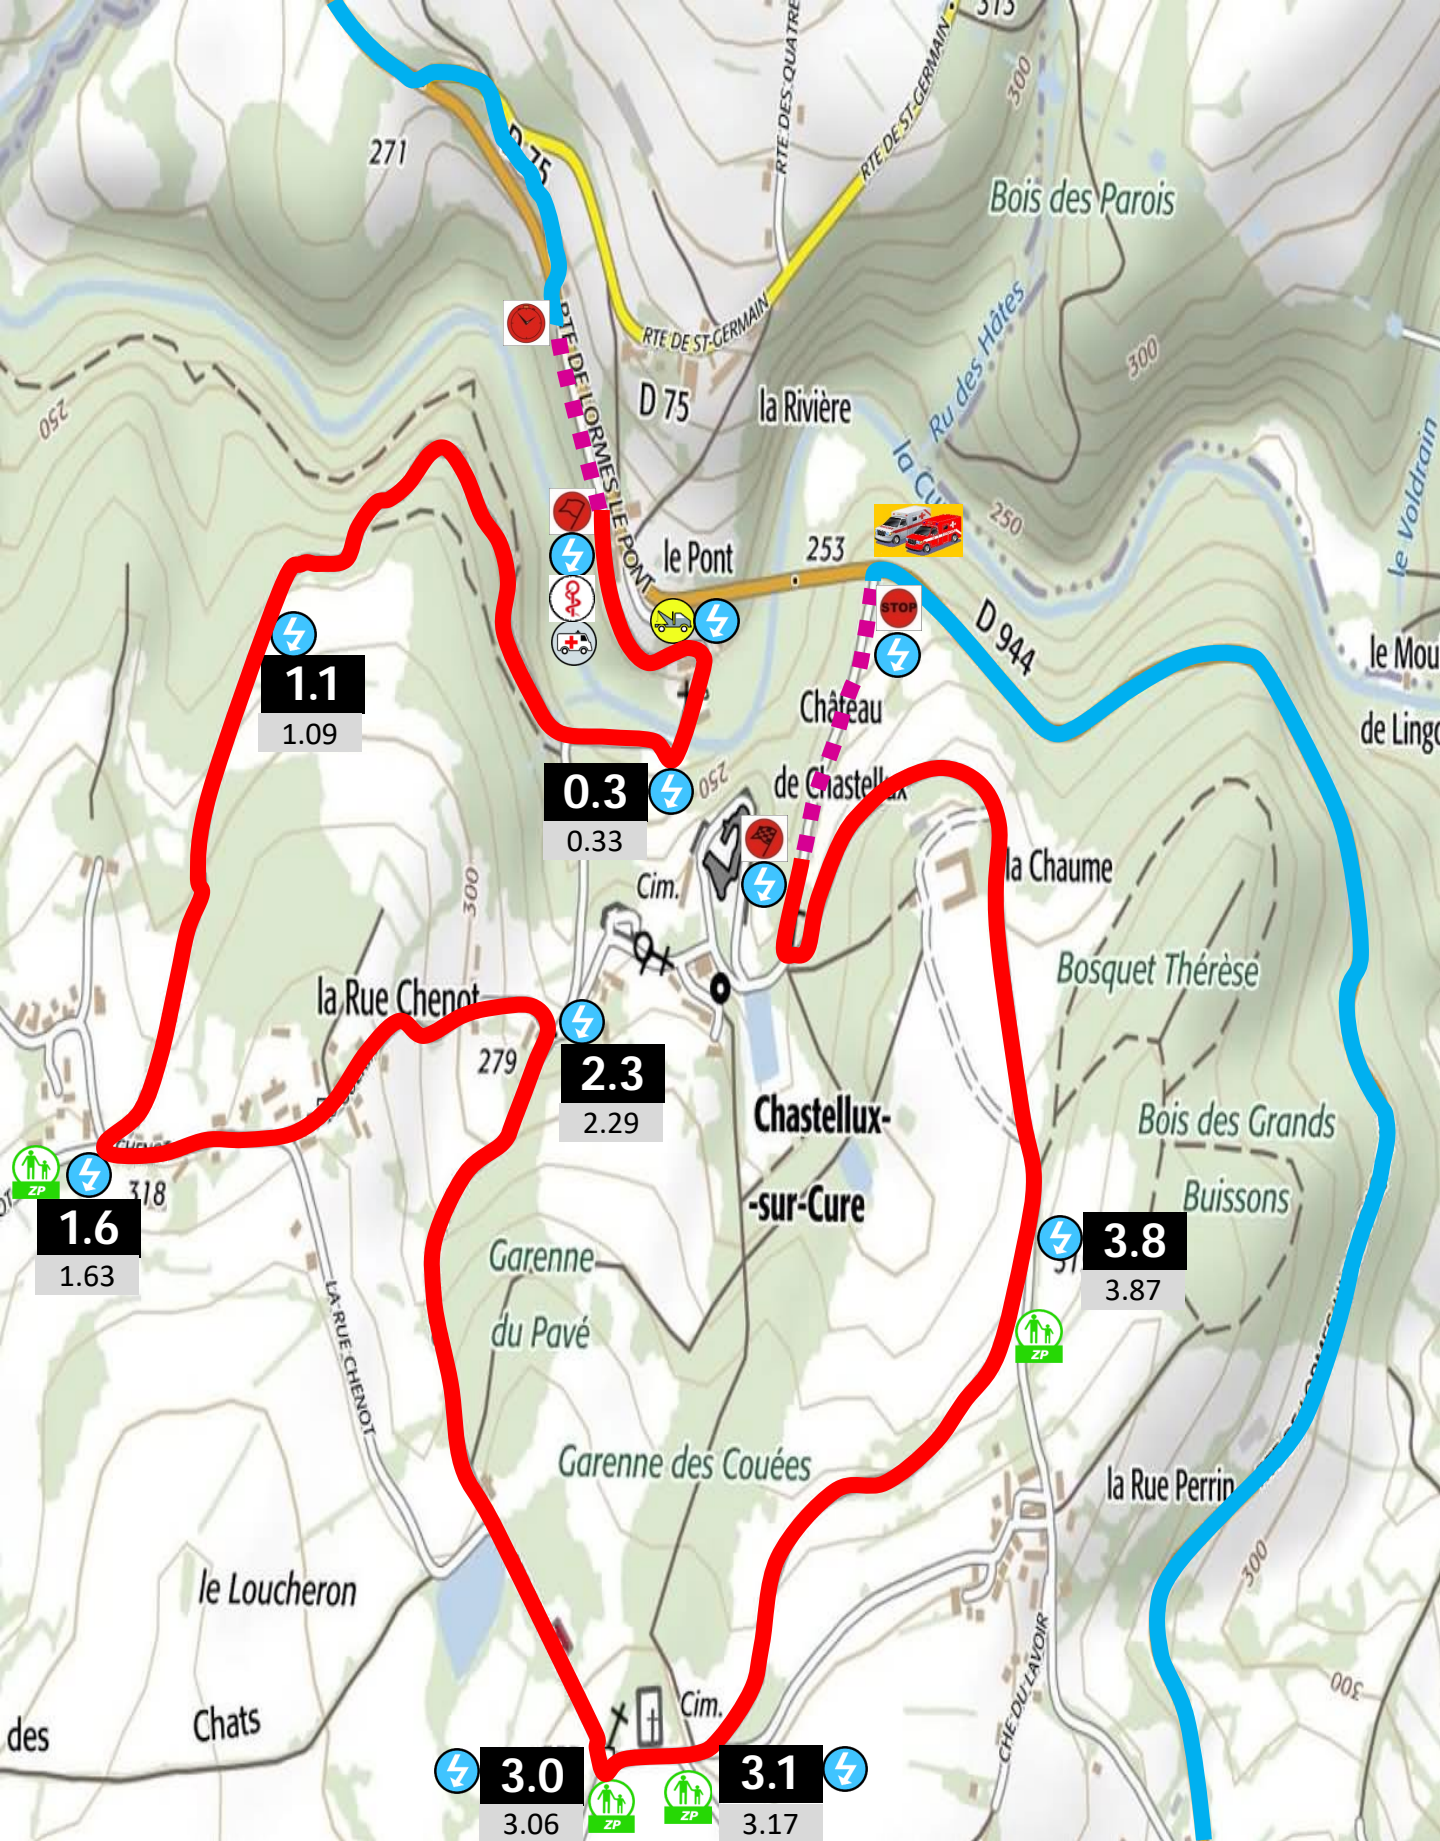 313
300
RTE DES QUATRE
RTE DE ST-GERMAIN
D 75
271
Bois des Parois
RTE DE LORMES LE PONT
RTE DE ST-GERMAIN
Ru des Hâtes
300
D 75
la Rivière
250
la Cu
250
le Voldrain
le Pont
253
STOP
D 944
le Mou
de Lingo
1.1
1.09
Château
de Chastellux
0.3
0.33
250
Cim.
la Chaume
300
Bosquet Thérèse
la Rue Chenot
279
2.3
2.29
Chastellux-
-sur-Cure
Bois des Grands
Buissons
CHENOT
ZP
318
1.6
1.63
3.8
3.87
ZP
Garenne
du Pavé
LA RUE CHENOT
Garenne des Couées
la Rue Perrin
300
le Loucheron
CHE DU LAVOIR
300
des
Chats
Cim.
3.0
3.06
ZP
ZP
3.1
3.17